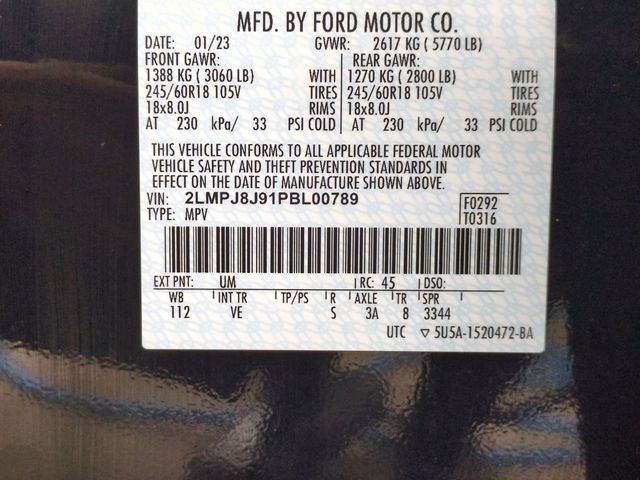 MFD. BY FORD MOTOR CO.
DATE: 01/23 GVWR: 2617 KG ( 5770 LB)
FRONT GAWR: REAR GAWR:
1388 KG ( 3060 LB) WITH 1270 KG ( 2800 LB) WITH
245/60R18 105V TIRES 245/60R18 105V TIRES
18x8.0J RIMS 18x8.0J RIMS
AT 230 kPa/ 33 PSI COLD AT 230 kPa/ 33 PSI COLD
THIS VEHICLE CONFORMS TO ALL APPLICABLE FEDERAL MOTOR
VEHICLE SAFETY AND THEFT PREVENTION STANDARDS IN
EFFECT ON THE DATE OF MANUFACTURE SHOWN ABOVE.
VIN: 2LMPJ8J91PBL00789 F0292
TYPE: MPV T0316
EXT PNT: UM RC: 45 DSO:
WB INT TR TP/PS R AXLE TR SPR
112 VE S 3A 8 3344
UTC ▽ 5U5A-1520472-BA